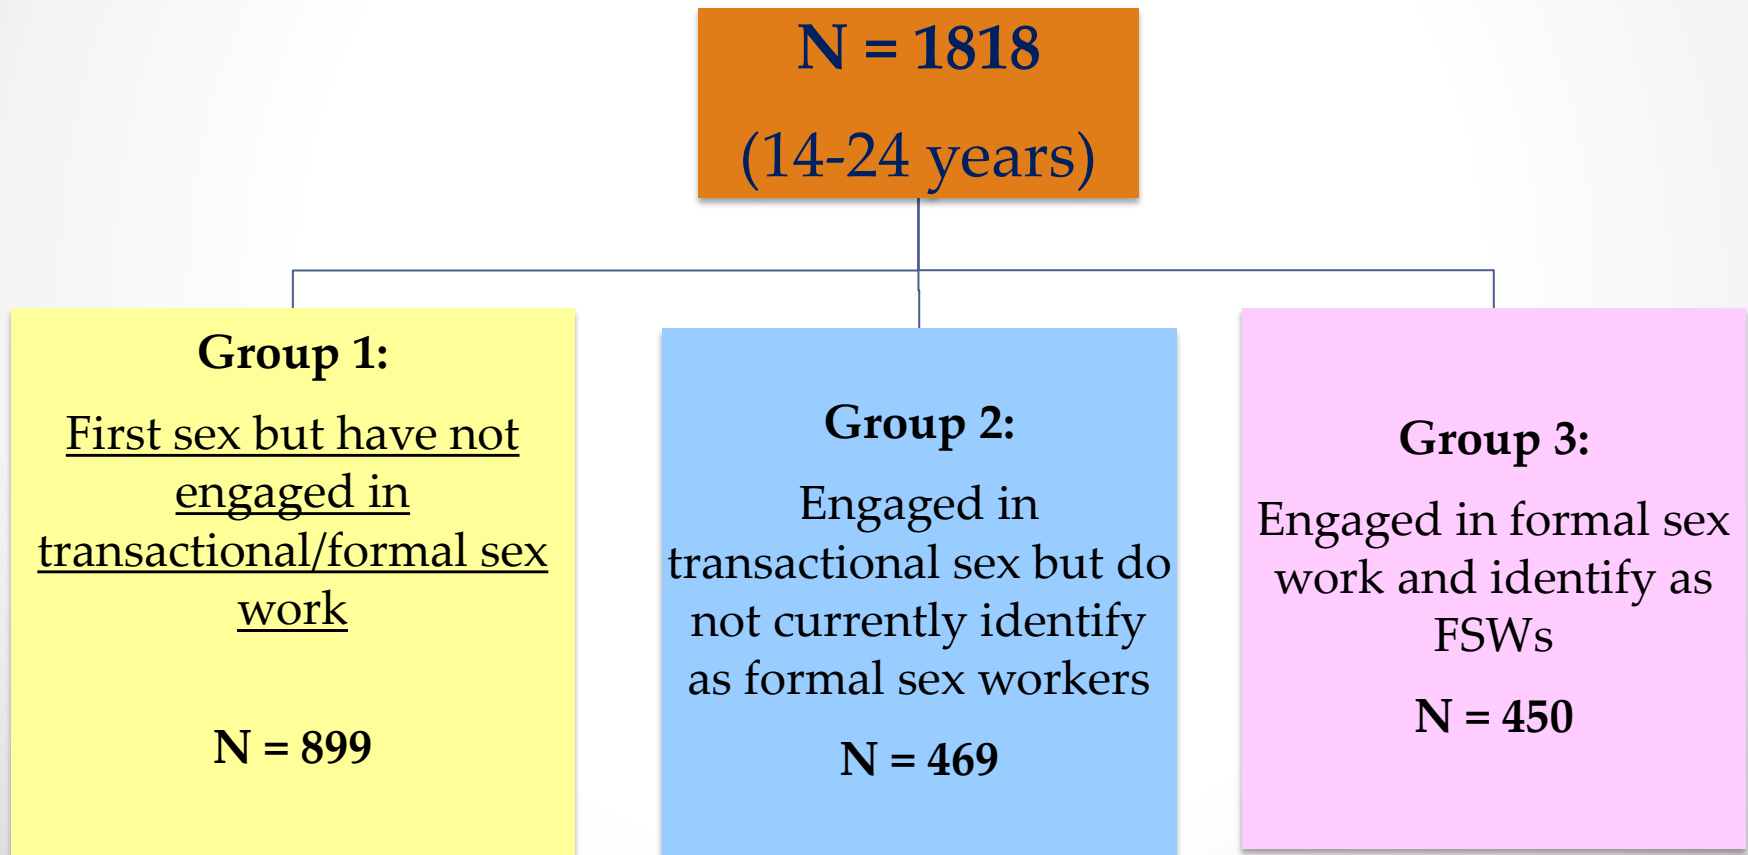 N = 1818
(14-24 years)
Group 1:
First sex but have not
engaged in
transactional/formal sex
work
N = 899
Group 2:
Engaged in
transactional sex but do
not currently identify
as formal sex workers
N = 469
Group 3:
Engaged in formal sex
work and identify as
FSWs
N = 450